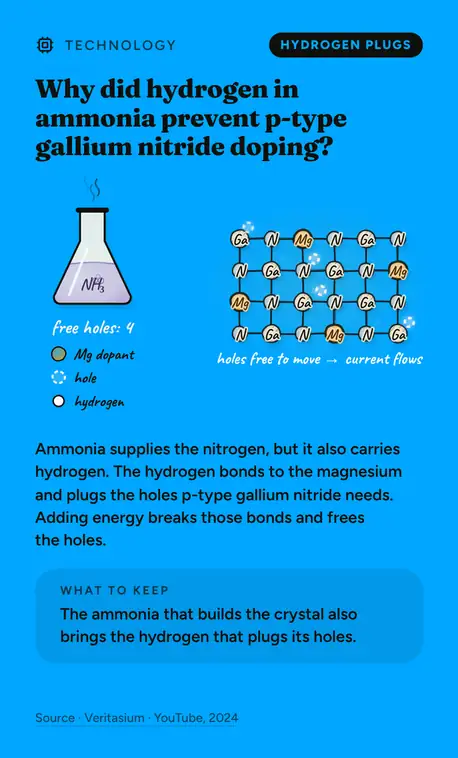 TECHNOLOGY
HYDROGEN PLUGS
Why did hydrogen in
ammonia prevent p-type
gallium nitride doping?
NH3
free holes: 4
Mg dopant
hole
hydrogen
Ga N Mg N Ga N
N Ga N Ga N Mg
Mg N Ga N Ga N
N Ga N Mg N Ga
holes free to move → current flows
Ammonia supplies the nitrogen, but it also carries
hydrogen. The hydrogen bonds to the magnesium
and plugs the holes p-type gallium nitride needs.
Adding energy breaks those bonds and frees
the holes.
WHAT TO KEEP
The ammonia that builds the crystal also
brings the hydrogen that plugs its holes.
Source · Veritasium · YouTube, 2024